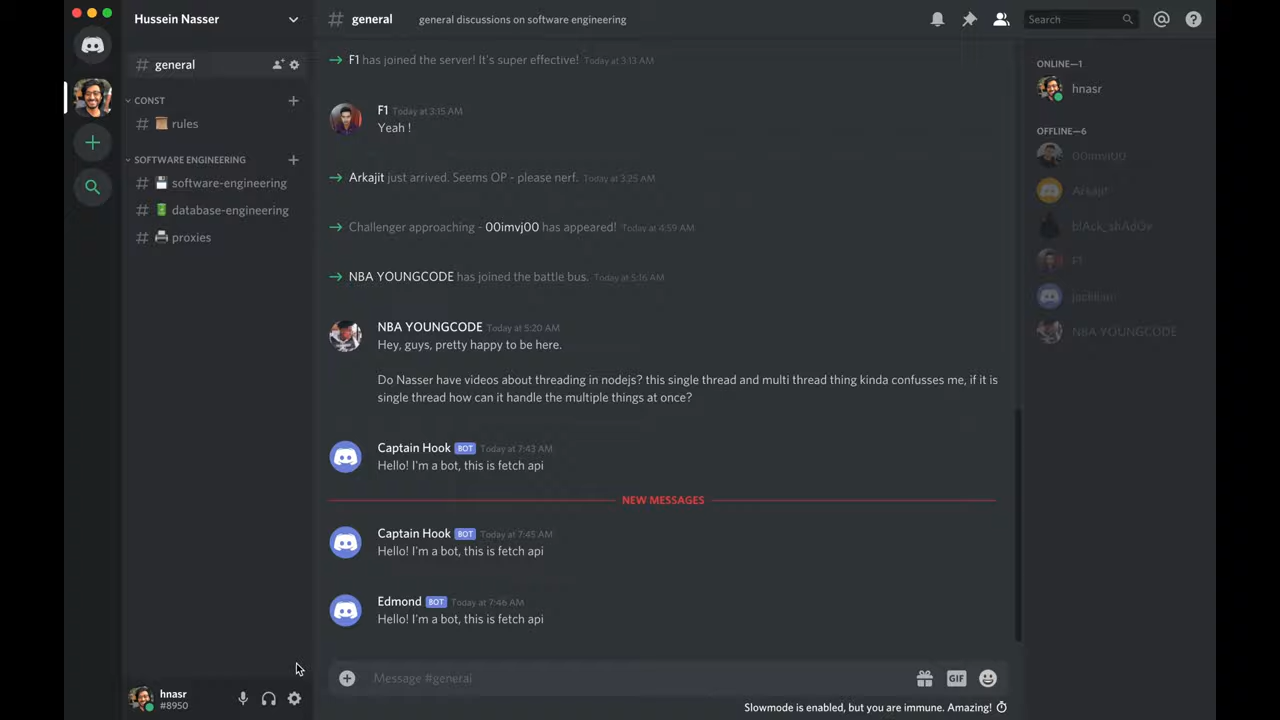 Hussein Nasser
# general
CONST
# rules
SOFTWARE ENGINEERING
# software-engineering
# database-engineering
# proxies
hnasr
#8950
# general general discussions on software engineering
Search
F1 has joined the server! It's super effective! Today at 3:13 AM
F1 Today at 3:15 AM
Yeah !
Arkajit just arrived. Seems OP - please nerf. Today at 3:25 AM
Challenger approaching - 00imvj00 has appeared! Today at 4:59 AM
NBA YOUNGCODE has joined the battle bus. Today at 5:16 AM
NBA YOUNGCODE Today at 5:20 AM
Hey, guys, pretty happy to be here.
Do Nasser have videos about threading in nodejs? this single thread and multi thread thing kinda confusses me, if it is
single thread how can it handle the multiple things at once?
Captain Hook BOT Today at 7:43 AM
Hello! I'm a bot, this is fetch api
NEW MESSAGES
Captain Hook BOT Today at 7:45 AM
Hello! I'm a bot, this is fetch api
Edmond BOT Today at 7:46 AM
Hello! I'm a bot, this is fetch api
Message #general
GIF
Slowmode is enabled, but you are immune. Amazing!
ONLINE—1
hnasr
OFFLINE—6
00imvj00
Arkajit
blAck_shAdOw
F1
NBA YOUNGCODE